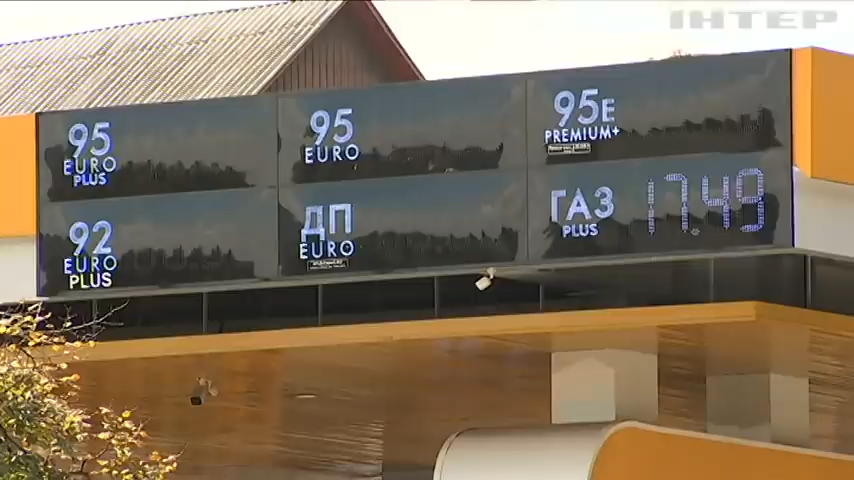 ІНТЕР
95
EURO
PLUS
95
EURO
95E
PREMIUM+
92
EURO
PLUS
ДП
EURO
ГАЗ
PLUS
17.49